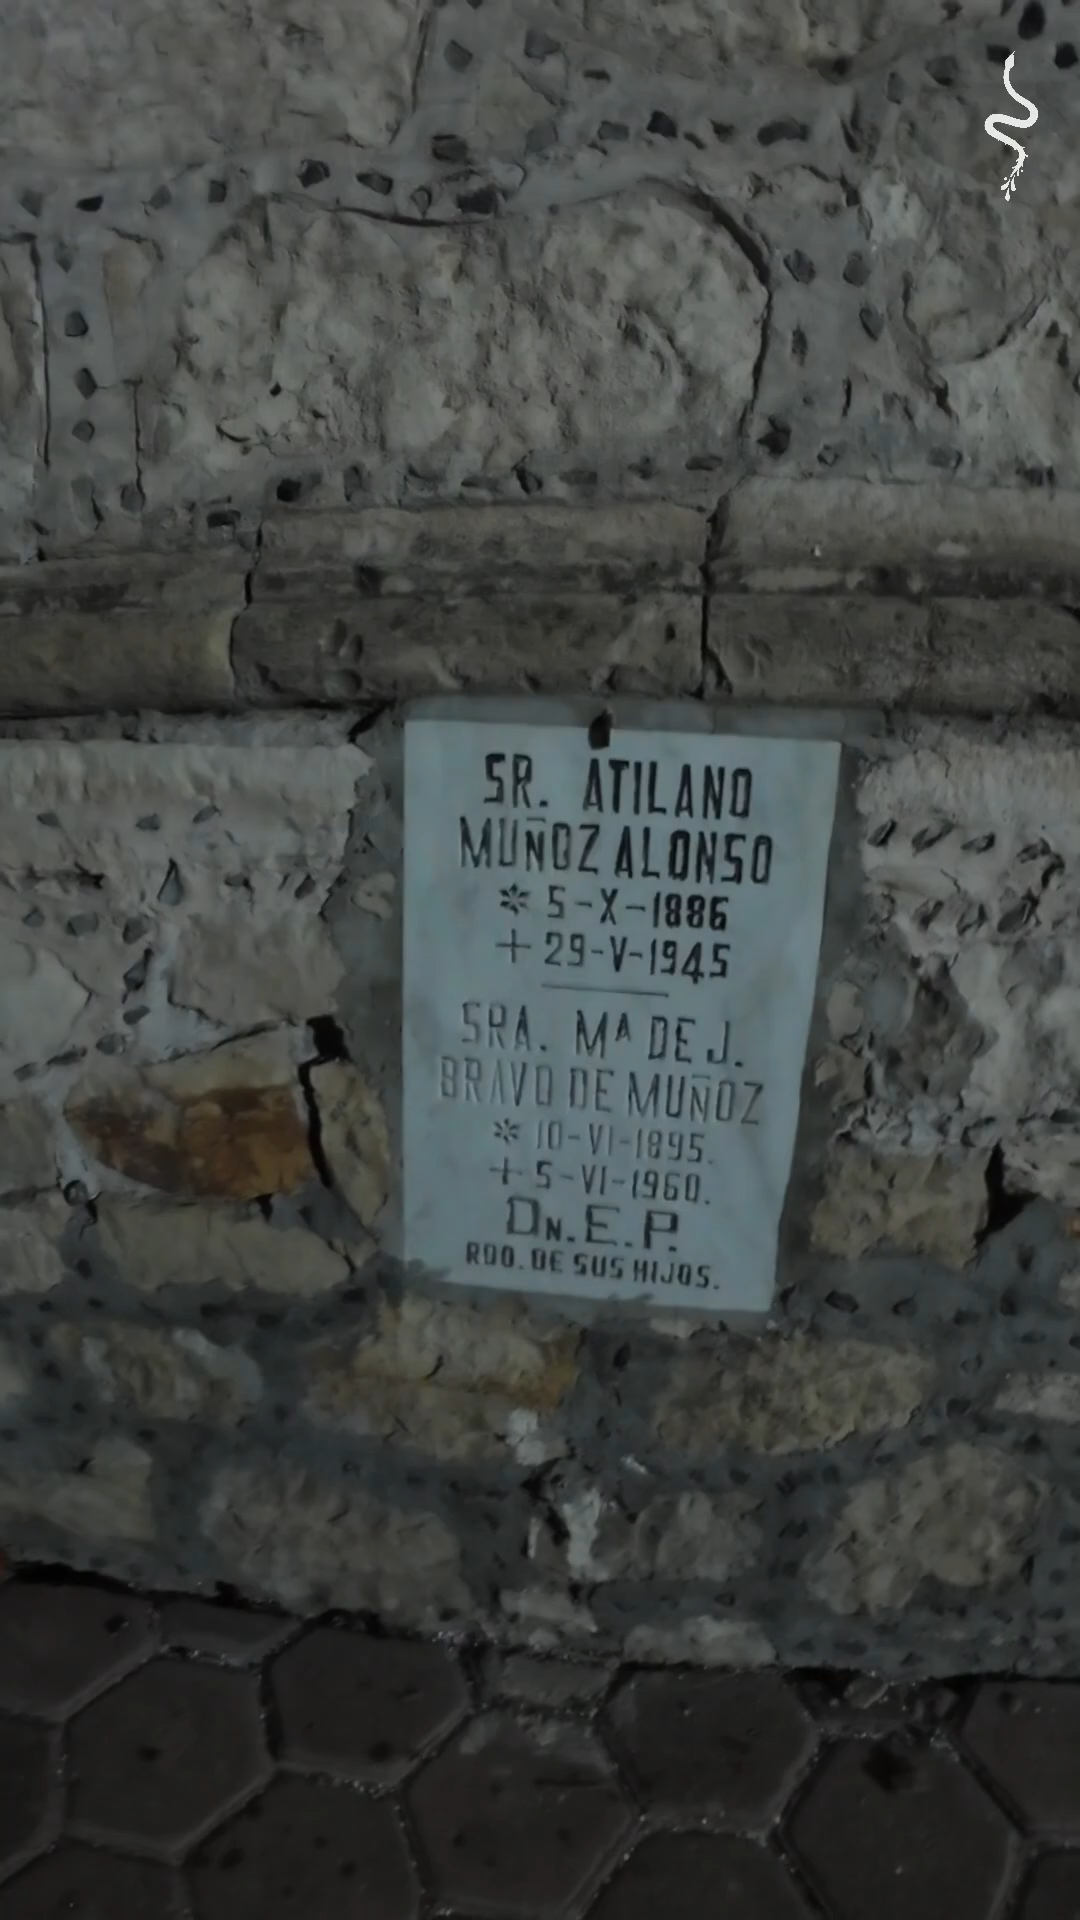 SR. ATILANO
MUÑOZ ALONSO
* 5-X-1886
+ 29-V-1945
SRA. Mª DE J.
BRAVO DE MUÑOZ
* 10-VI-1895.
+ 5-VI-1960.
Dn. E. P.
RDO. DE SUS HIJOS.